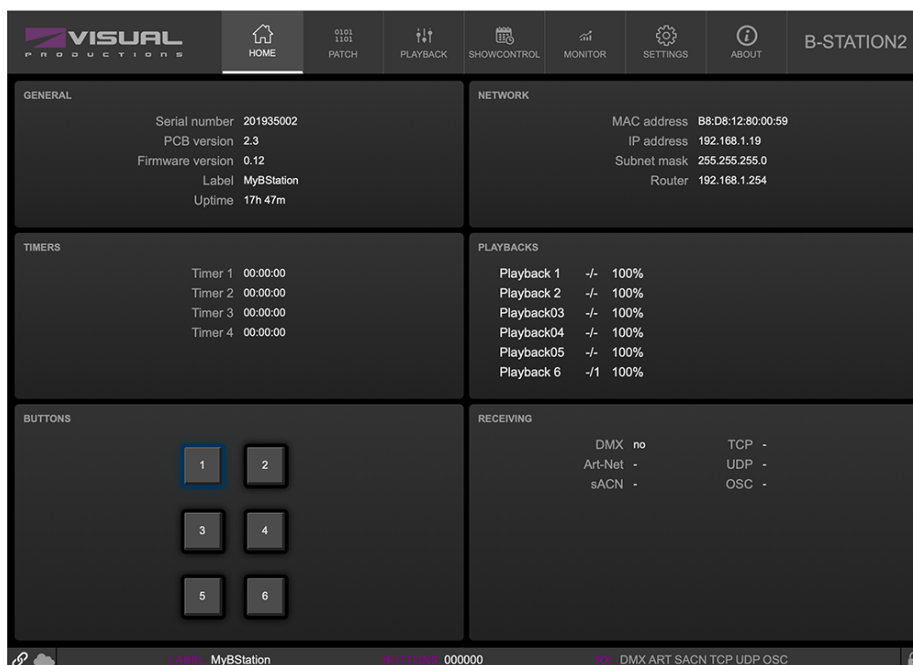 VISUAL
PRODUCTIONS
HOME
0101
1101
PATCH
PLAYBACK
SHOWCONTROL
MONITOR
SETTINGS
ABOUT
B-STATION2
GENERAL
Serial number 201935002
PCB version 2.3
Firmware version 0.12
Label MyBStation
Uptime 17h 47m
NETWORK
MAC address B8:D8:12:80:00:59
IP address 192.168.1.19
Subnet mask 255.255.255.0
Router 192.168.1.254
TIMERS
Timer 1 00:00:00
Timer 2 00:00:00
Timer 3 00:00:00
Timer 4 00:00:00
PLAYBACKS
Playback 1 -/- 100%
Playback 2 -/- 100%
Playback03 -/- 100%
Playback04 -/- 100%
Playback05 -/- 100%
Playback 6 -/1 100%
BUTTONS
1 2
3 4
5 6
RECEIVING
DMX no TCP -
Art-Net - UDP -
sACN - OSC -
LABEL: MyBStation BUTTONS: 000000 DMX ART SACN TCP UDP OSC